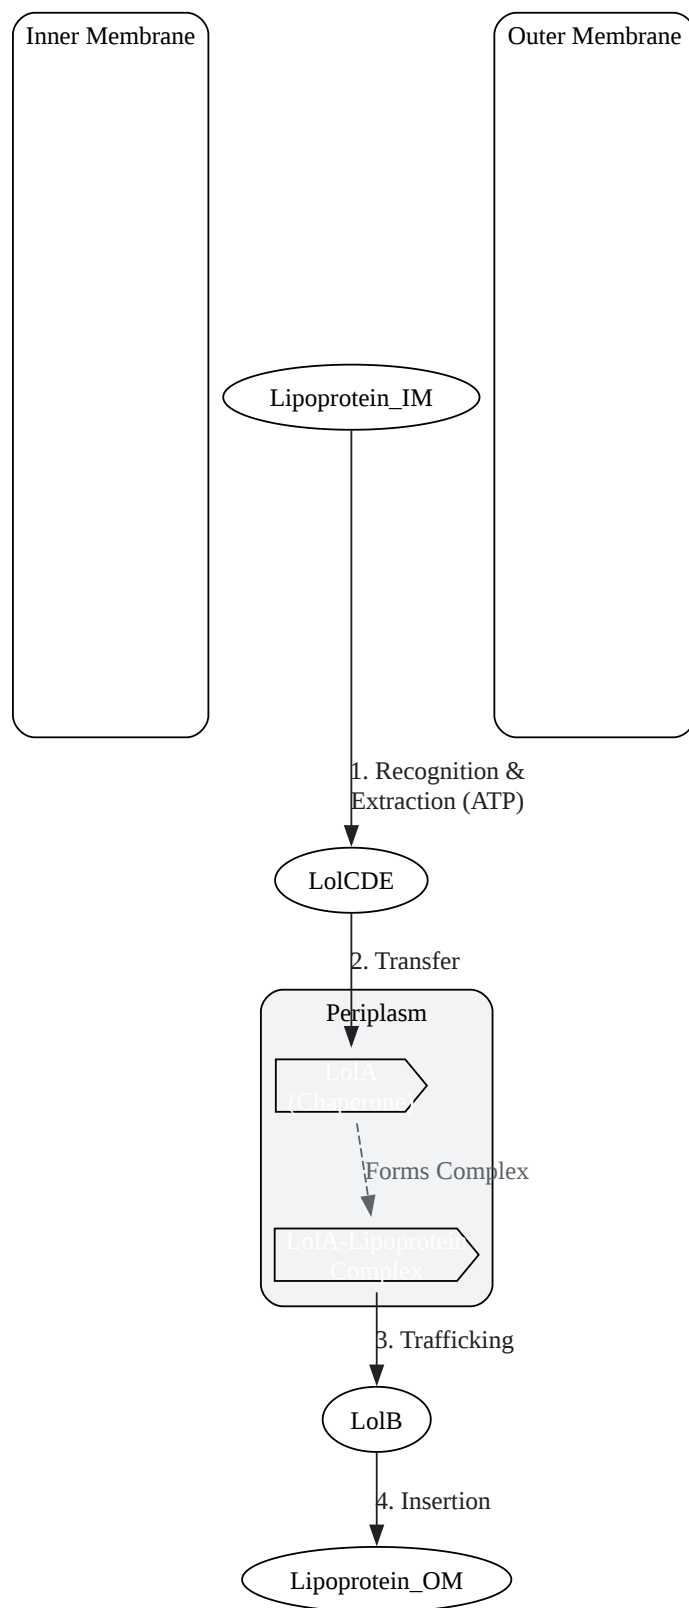 Inner Membrane
Outer Membrane
Lipoprotein_IM
1. Recognition &
Extraction (ATP)
LolCDE
2. Transfer
Periplasm
LolA
(Chaperone)
Forms Complex
LolA-Lipoprotein
Complex
3. Trafficking
LolB
4. Insertion
Lipoprotein_OM